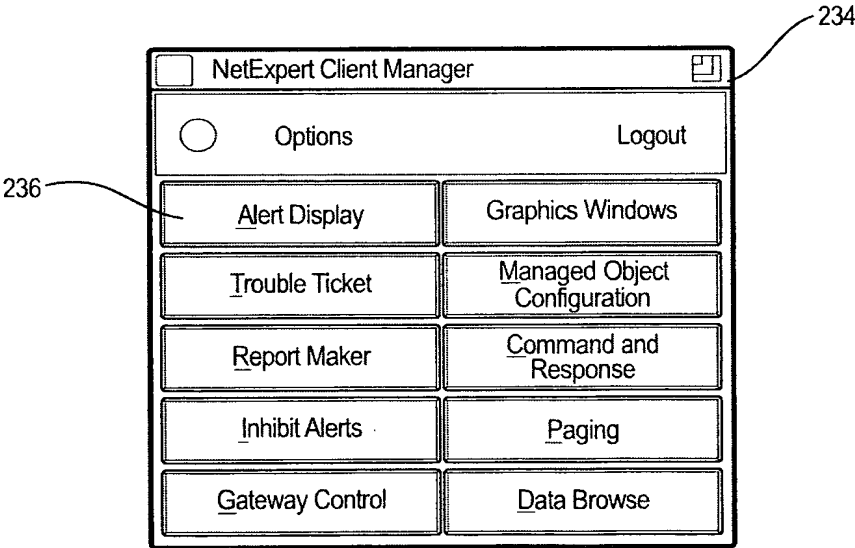 234
NetExpert Client Manager
Options Logout
236
Alert Display Graphics Windows
Trouble Ticket Managed Object
Configuration
Report Maker Command and
Response
Inhibit Alerts Paging
Gateway Control Data Browse